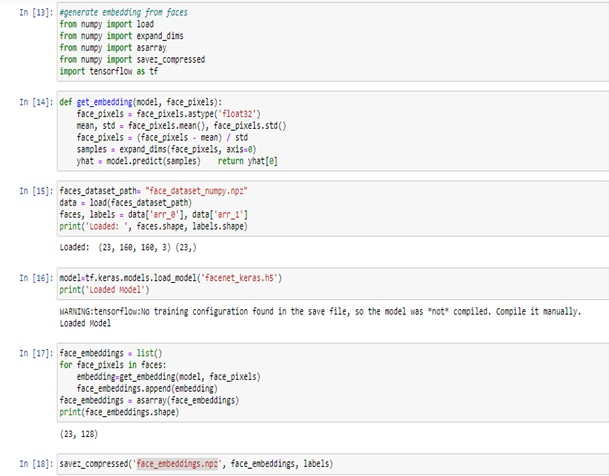 In [13]: #generate embedding from faces
from numpy import load
from numpy import expand_dims
from numpy import asarray
from numpy import savez_compressed
import tensorflow as tf
In [14]: def get_embedding(model, face_pixels):
face_pixels = face_pixels.astype('float32')
mean, std = face_pixels.mean(), face_pixels.std()
face_pixels = (face_pixels - mean) / std
samples = expand_dims(face_pixels, axis=0)
yhat = model.predict(samples)    return yhat[0]
In [15]: faces_dataset_path= "face_dataset_numpy.npz"
data = load(faces_dataset_path)
faces, labels = data['arr_0'], data['arr_1']
print('Loaded: ', faces.shape, labels.shape)
Loaded:  (23, 160, 160, 3) (23,)
In [16]: model=tf.keras.models.load_model('facenet_keras.h5')
print('Loaded Model')
WARNING:tensorflow:No training configuration found in the save file, so the model was *not* compiled. Compile it manually.
Loaded Model
In [17]: face_embeddings = list()
for face_pixels in faces:
embedding=get_embedding(model, face_pixels)
face_embeddings.append(embedding)
face_embeddings = asarray(face_embeddings)
print(face_embeddings.shape)
(23, 128)
In [18]: savez_compressed('face_embeddings.npz', face_embeddings, labels)